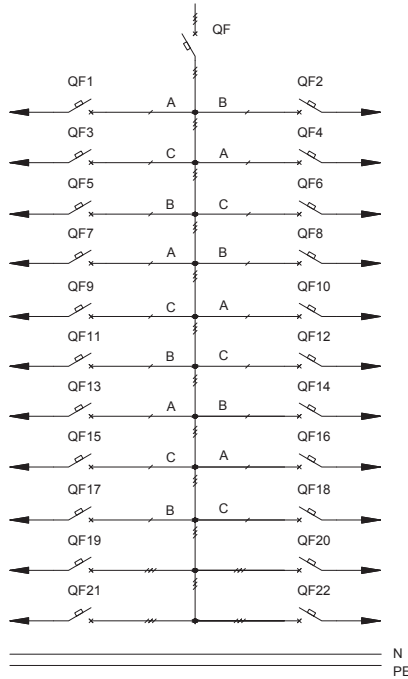 QF
QF1 QF2
A B
QF3 QF4
C A
QF5 QF6
B C
QF7 QF8
A B
QF9 QF10
C A
QF11 QF12
B C
QF13 QF14
A B
QF15 QF16
C A
QF17 QF18
B C
QF19 QF20
QF21 QF22
N
PE